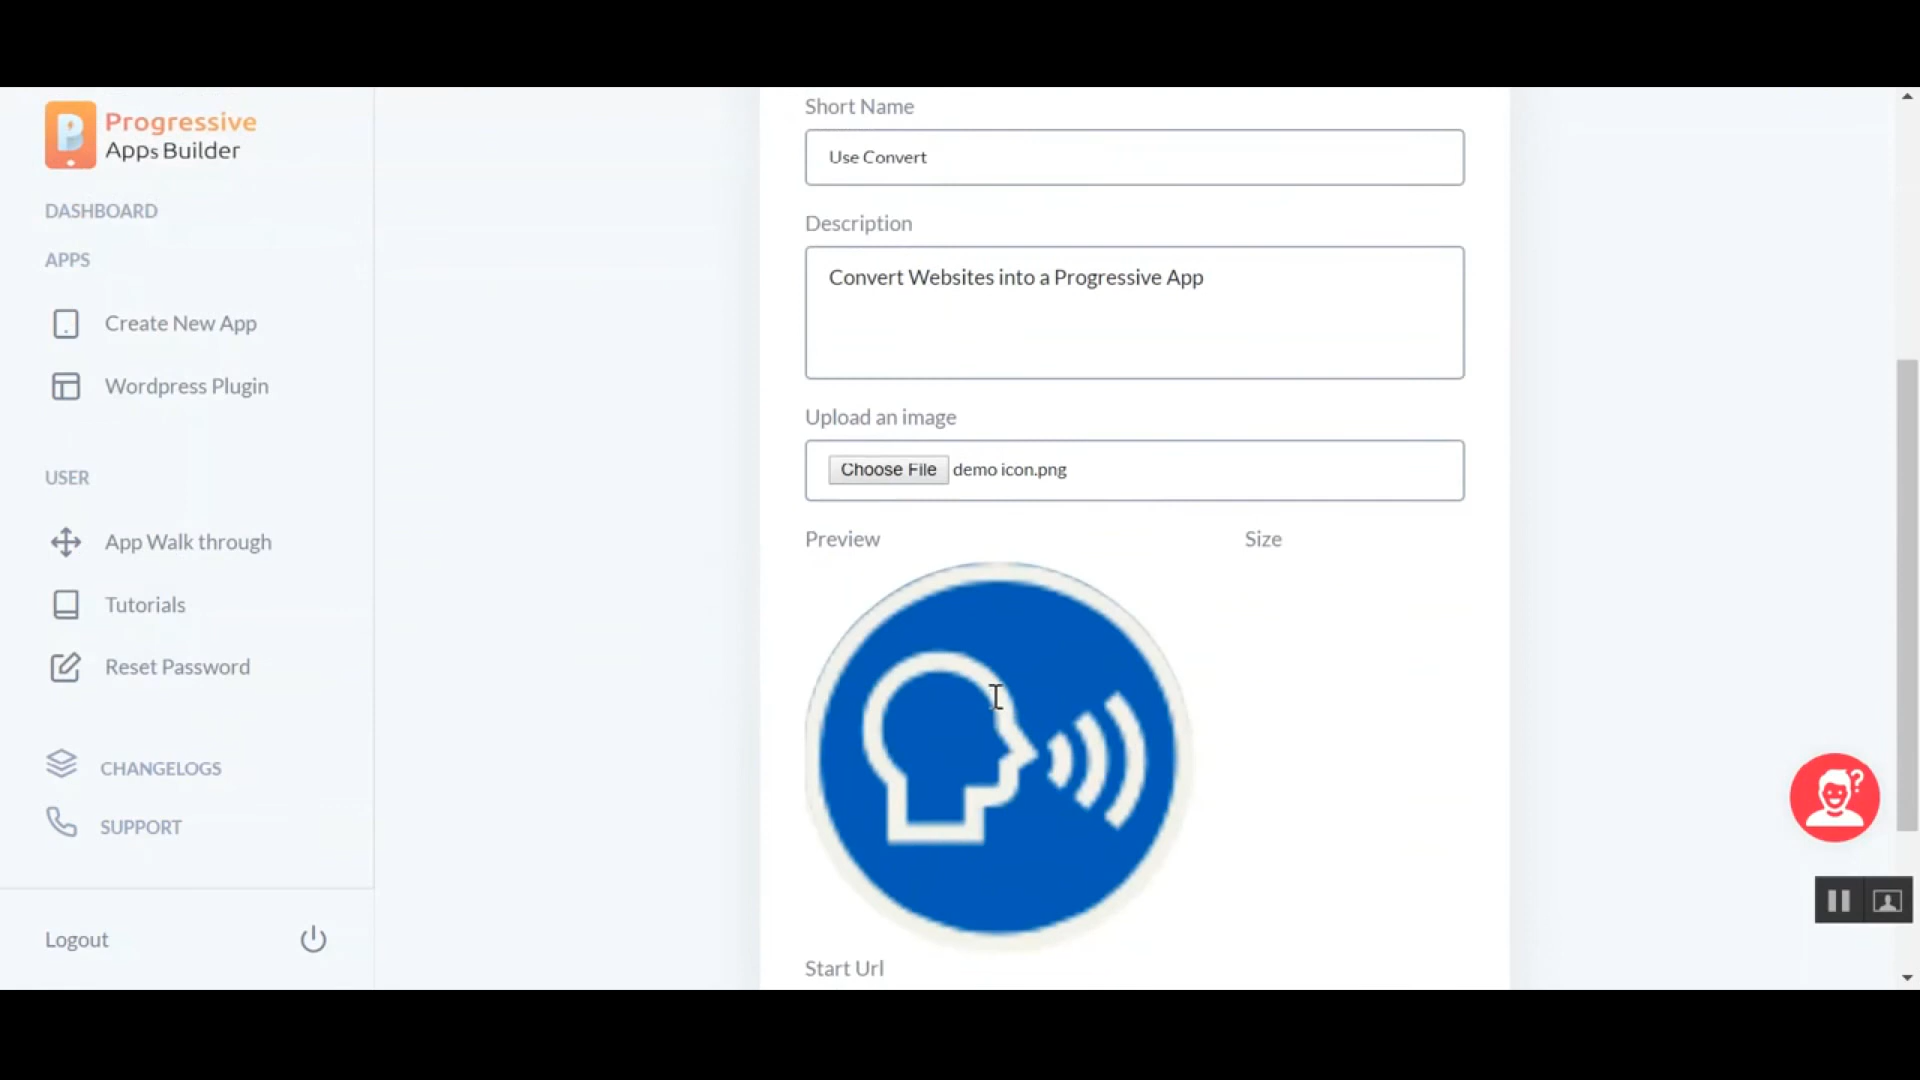 Progressive
Apps Builder
DASHBOARD
APPS
Create New App
Wordpress Plugin
USER
App Walk through
Tutorials
Reset Password
CHANGELOGS
SUPPORT
Logout
Short Name
Use Convert
Description
Convert Websites into a Progressive App
Upload an image
Choose File demo icon.png
Preview Size
Start Url